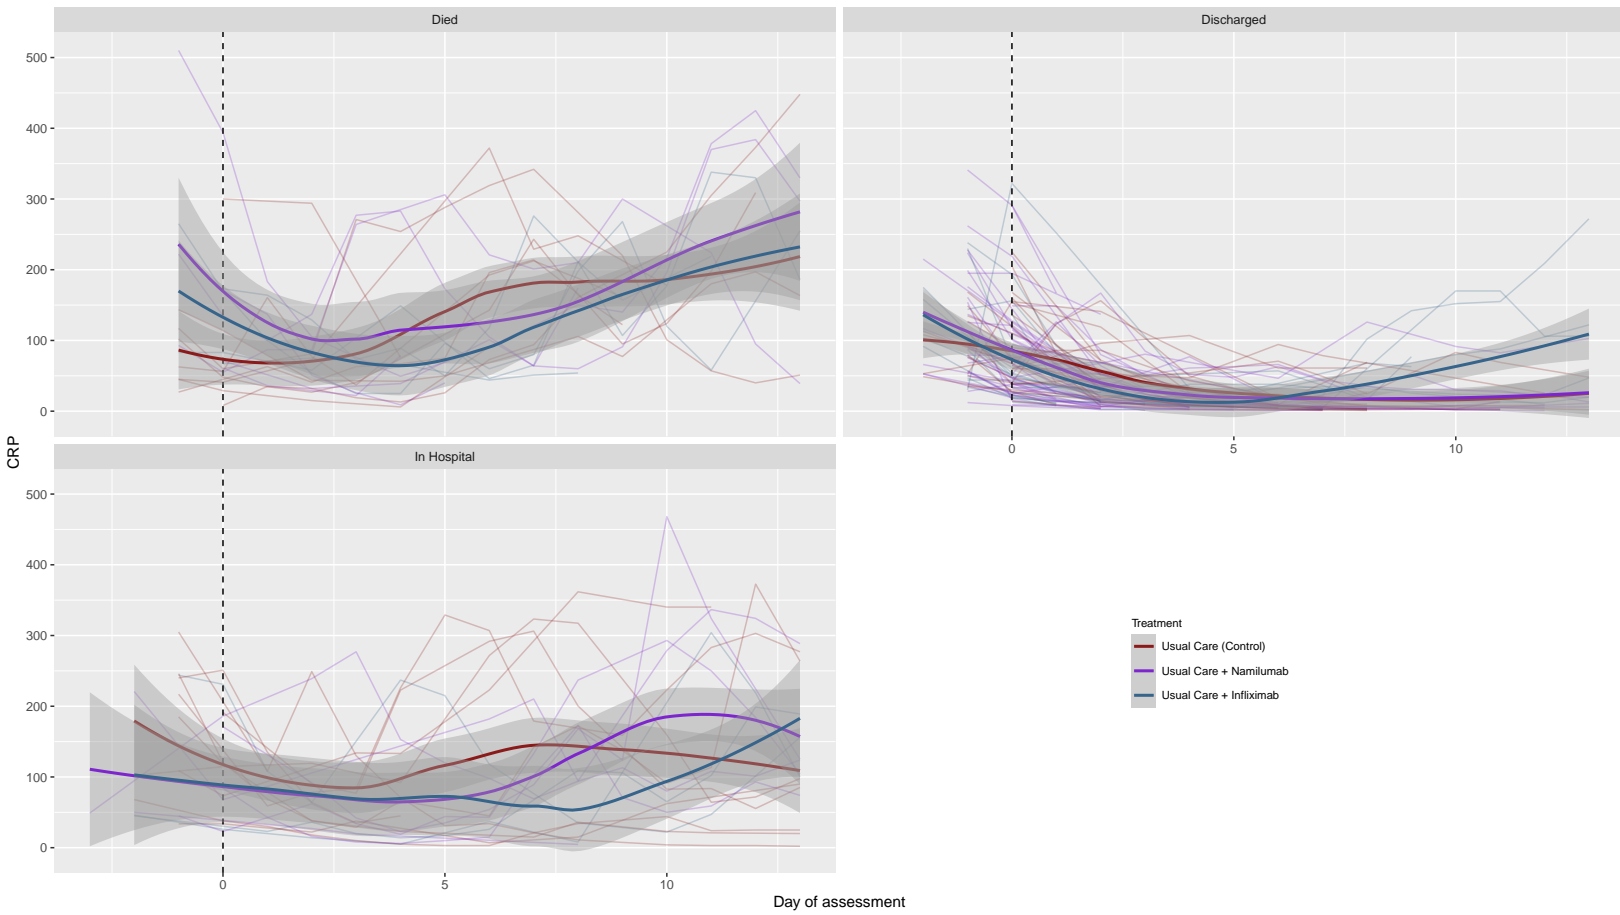 Died
Discharged
500
400
300
200
100
0
0
5
10
In Hospital
500
400
300
200
100
0
0
5
10
CRP
Day of assessment
Treatment
Usual Care (Control)
Usual Care + Namilumab
Usual Care + Infliximab